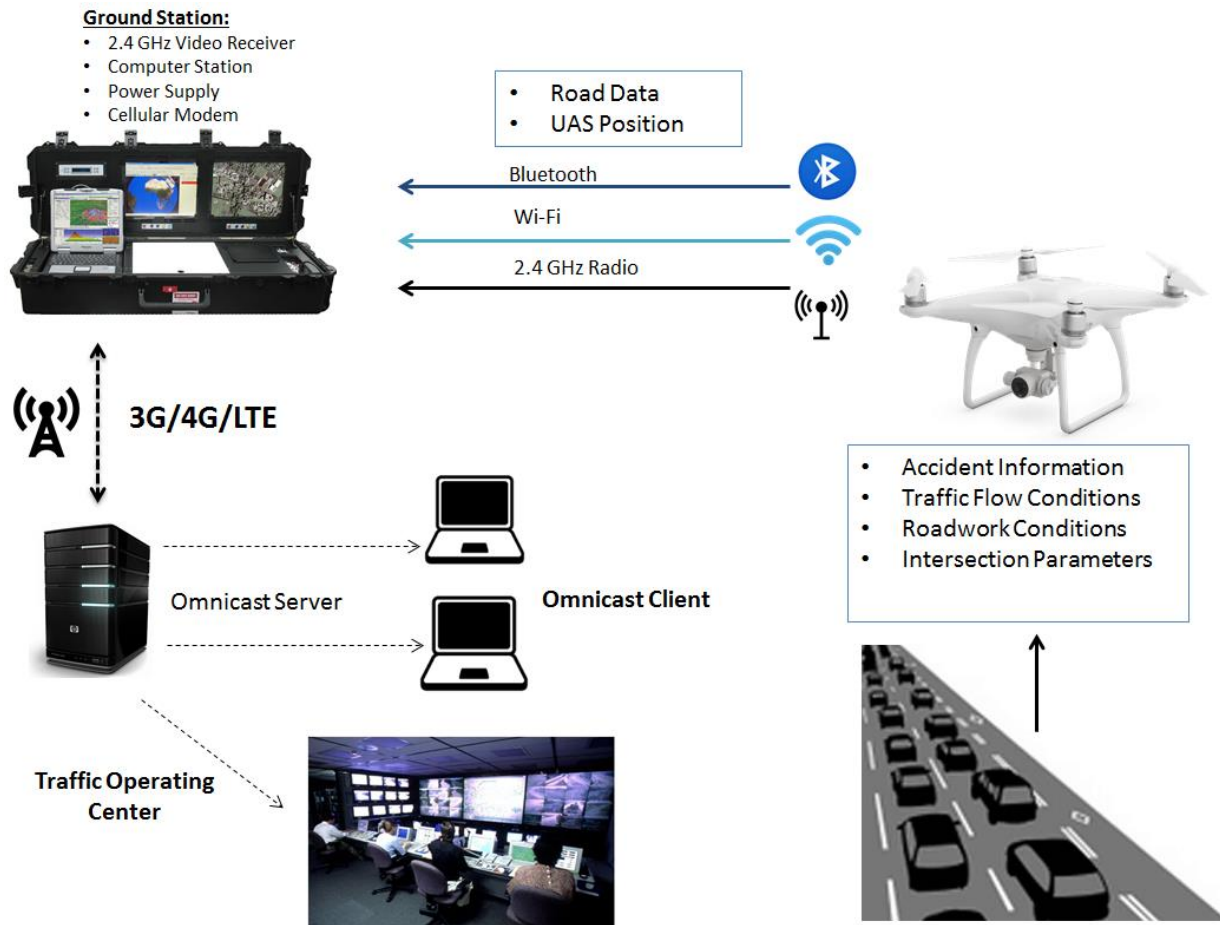 Ground Station:
• 2.4 GHz Video Receiver
• Computer Station
• Power Supply
• Cellular Modem
• Road Data
• UAS Position
Bluetooth
Wi-Fi
2.4 GHz Radio
3G/4G/LTE
• Accident Information
• Traffic Flow Conditions
• Roadwork Conditions
• Intersection Parameters
Omnicast Server
Omnicast Client
Traffic Operating
Center